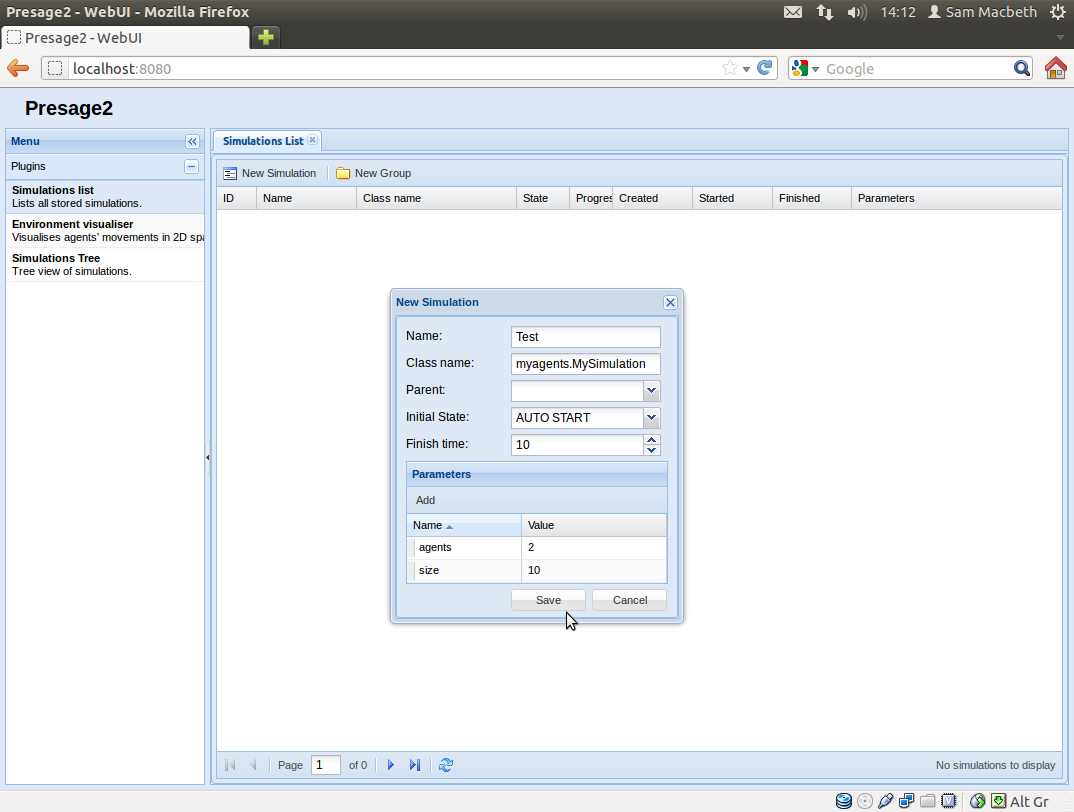 Presage2 - WebUI - Mozilla Firefox
14:12
Sam Macbeth
Presage2 - WebUI
localhost:8080
Google
Presage2
Menu
Plugins
Simulations list
Lists all stored simulations.
Environment visualiser
Visualises agents' movements in 2D spa
Simulations Tree
Tree view of simulations.
Simulations List
New Simulation
New Group
ID Name Class name State Progres Created Started Finished Parameters
New Simulation
Name: Test
Class name: myagents.MySimulation
Parent:
Initial State: AUTO START
Finish time: 10
Parameters
Add
Name Value
agents 2
size 10
Save Cancel
Page 1 of 0
No simulations to display
Alt Gr